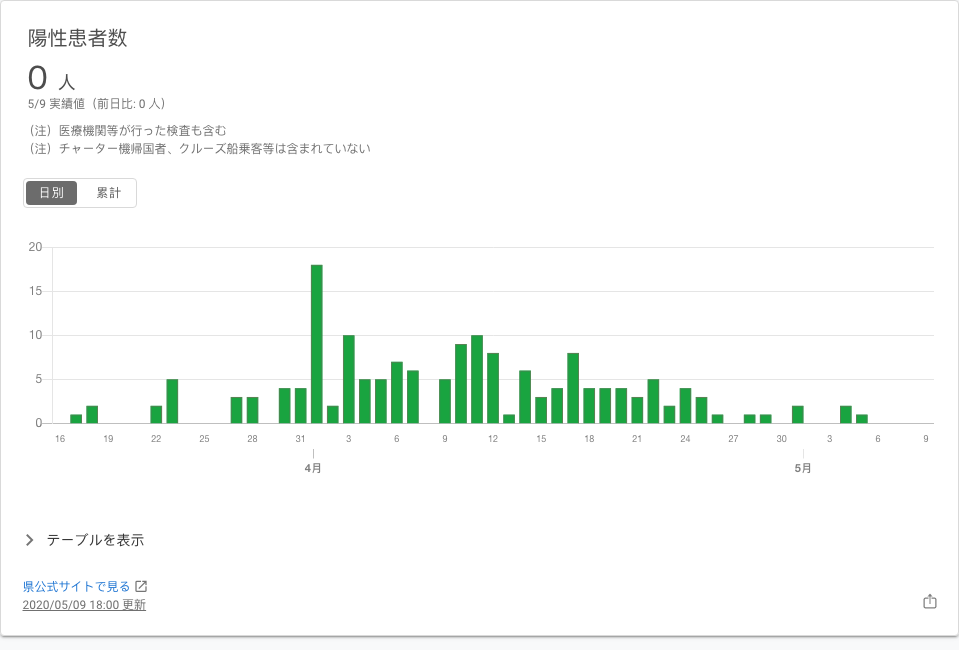 陽性患者数
0 人
5/9 実績値（前日比: 0 人）
（注）医療機関等が行った検査も含む
（注）チャーター機帰国者、クルーズ船乗客等は含まれていない
日別 累計
20
15
10
5
0
16 19 22 25 28 31 3 6 9 12 15 18 21 24 27 30 3 6 9
4月 5月
テーブルを表示
県公式サイトで見る
2020/05/09 18:00 更新